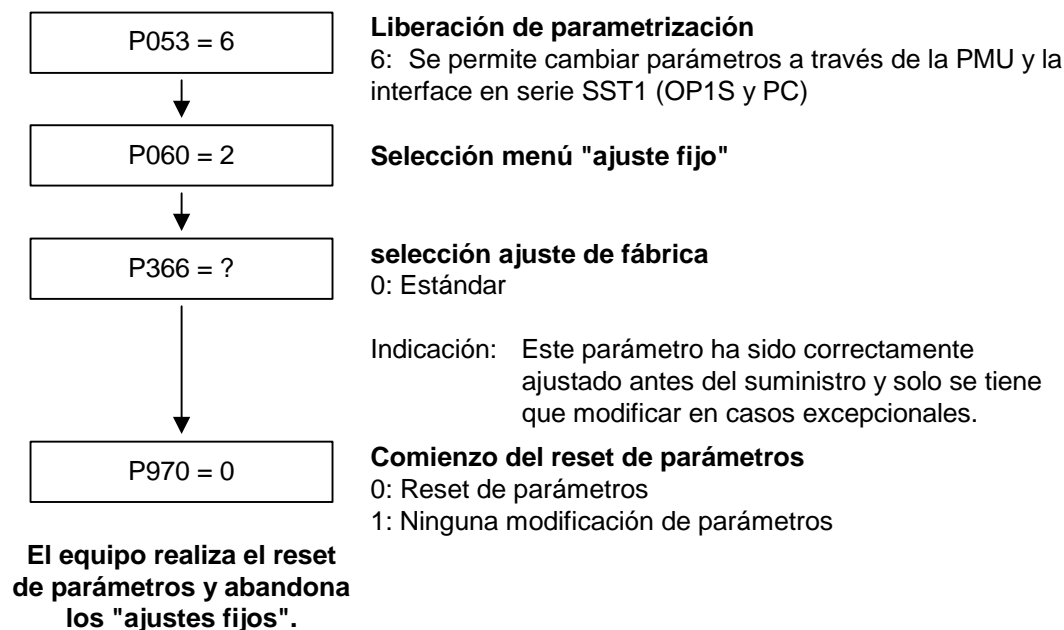 P053 = 6
Liberación de parametrización
6: Se permite cambiar parámetros a través de la PMU y la
interface en serie SST1 (OP1S y PC)
P060 = 2
Selección menú "ajuste fijo"
P366 = ?
selección ajuste de fábrica
0: Estándar
Indicación: Este parámetro ha sido correctamente
ajustado antes del suministro y solo se tiene
que modificar en casos excepcionales.
P970 = 0
Comienzo del reset de parámetros
0: Reset de parámetros
1: Ninguna modificación de parámetros
El equipo realiza el reset
de parámetros y abandona
los "ajustes fijos".